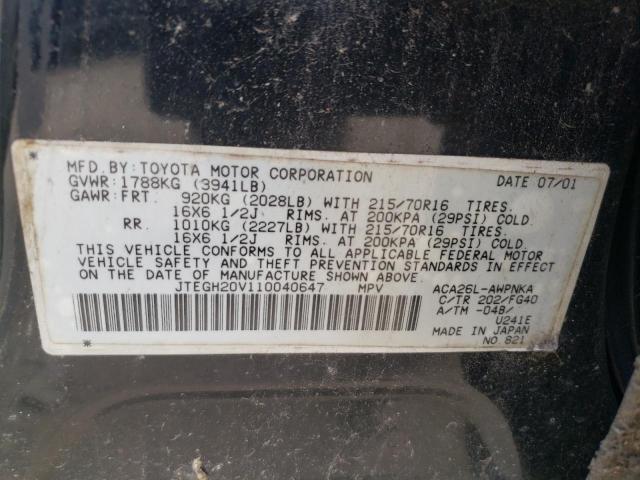 MFD. BY: TOYOTA MOTOR CORPORATION DATE 07/01
GVWR: 1788KG (3941LB)
GAWR: FRT. 920KG (2028LB) WITH 215/70R16 TIRES.
16X6 1/2J RIMS. AT 200KPA (29PSI) COLD.
RR. 1010KG (2227LB) WITH 215/70R16 TIRES.
16X6 1/2J RIMS. AT 200KPA (29PSI) COLD.
THIS VEHICLE CONFORMS TO ALL APPLICABLE FEDERAL MOTOR
VEHICLE SAFETY AND THEFT PREVENTION STANDARDS IN EFFECT
ON THE DATE OF MANUFACTURE SHOWN ABOVE.
JTEGH20V110040647 MPV ACA26L-AWPNKA
C/TR 202/FG40
A/TM -04B/
U241E
MADE IN JAPAN
NO. 821